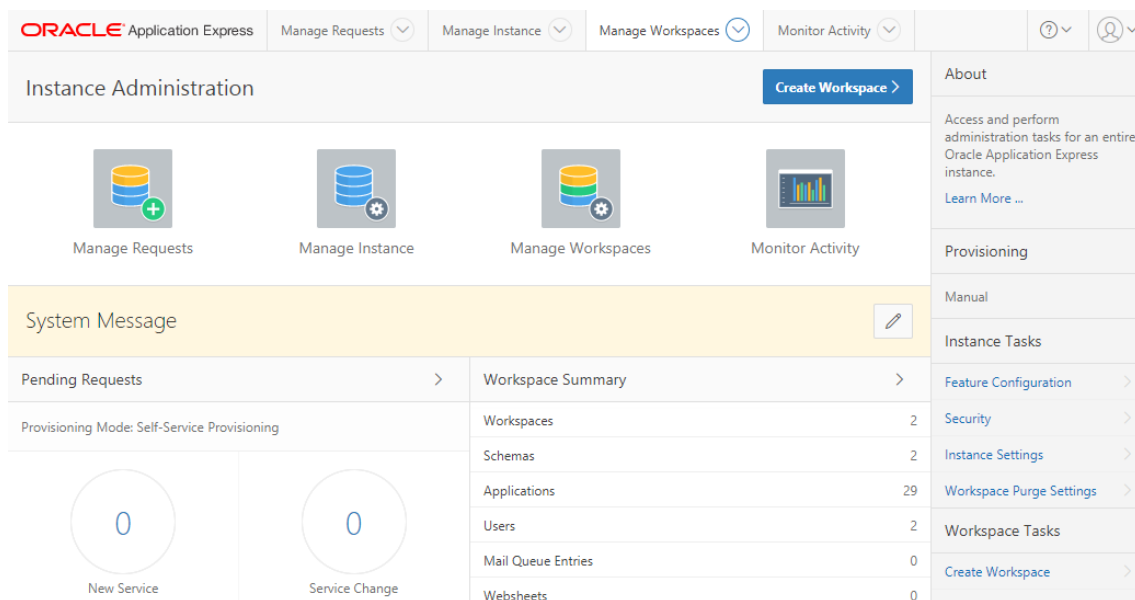 ORACLE Application Express
Manage Requests
Manage Instance
Manage Workspaces
Monitor Activity
?
Instance Administration
Create Workspace >
Manage Requests
Manage Instance
Manage Workspaces
Monitor Activity
System Message
Pending Requests
Provisioning Mode: Self-Service Provisioning
0
New Service
0
Service Change
Workspace Summary
Workspaces 2
Schemas 2
Applications 29
Users 2
Mail Queue Entries 0
Websheets 0
About
Access and perform
administration tasks for an entire
Oracle Application Express
instance.
Learn More ...
Provisioning
Manual
Instance Tasks
Feature Configuration
Security
Instance Settings
Workspace Purge Settings
Workspace Tasks
Create Workspace